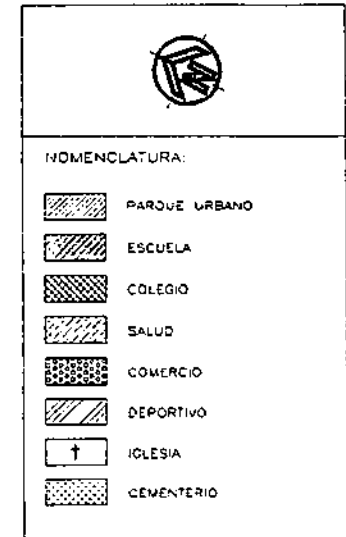 NOMENCLATURA:
PARQUE URBANO
ESCUELA
COLEGIO
SALUD
COMERCIO
DEPORTIVO
IGLESIA
CEMENTERIO